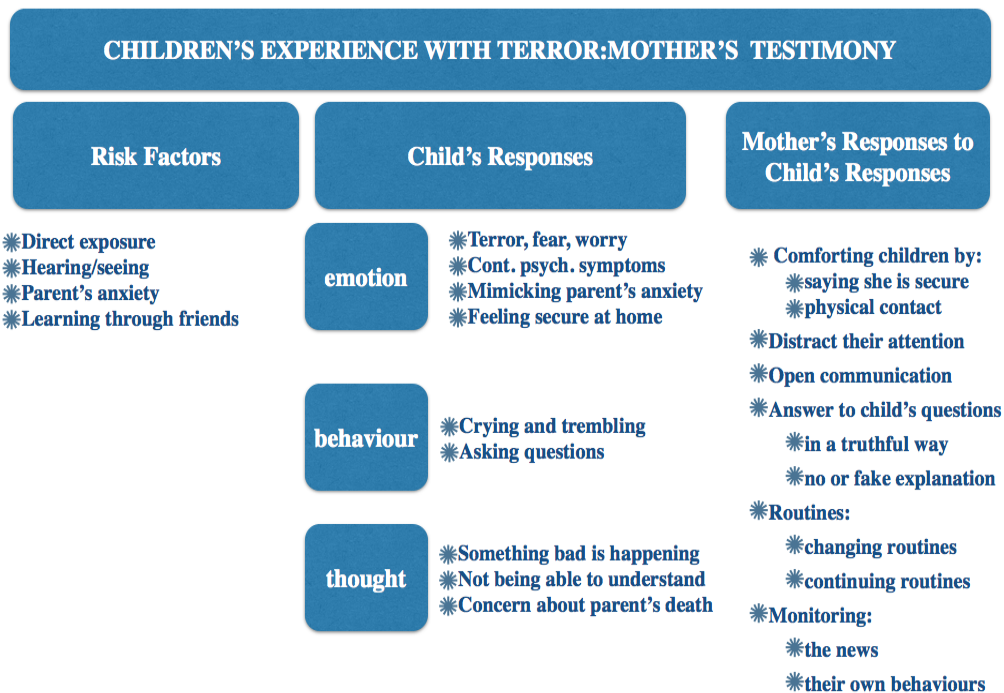 CHILDREN'S EXPERIENCE WITH TERROR:MOTHER'S TESTIMONY
Risk Factors
Direct exposure
Hearing/seeing
Parent's anxiety
Learning through friends
Child's Responses
emotion
Terror, fear, worry
Cont. psych. symptoms
Mimicking parent's anxiety
Feeling secure at home
behaviour
Crying and trembling
Asking questions
thought
Something bad is happening
Not being able to understand
Concern about parent's death
Mother's Responses to
Child's Responses
Comforting children by:
saying she is secure
physical contact
Distract their attention
Open communication
Answer to child's questions
in a truthful way
no or fake explanation
Routines:
changing routines
continuing routines
Monitoring:
the news
their own behaviours